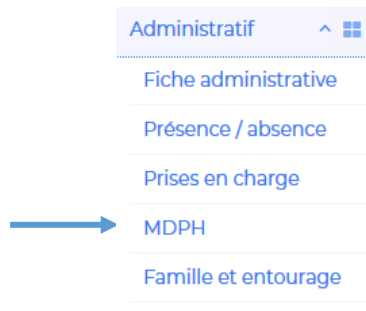 Administratif
Fiche administrative
Présence / absence
Prises en charge
MDPH
Famille et entourage